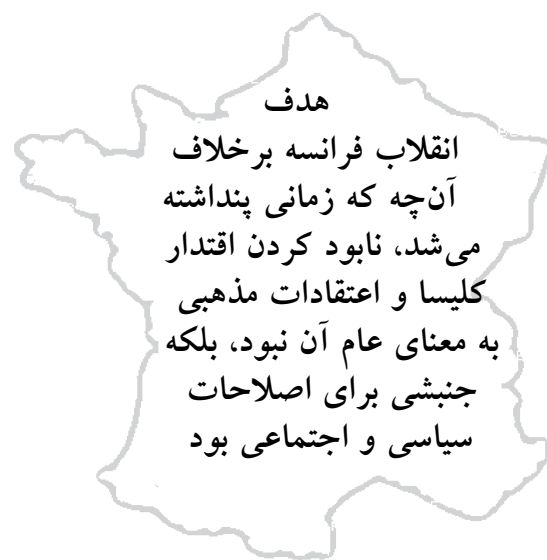 هدف
انقلاب فرانسه برخلاف
آن‌چه که زمانی پنداشته
می‌شد، نابود کردن اقتدار
کلیسا و اعتقادات مذهبی
به معنای عام آن نبود، بلکه
جنبشی برای اصلاحات
سیاسی و اجتماعی بود